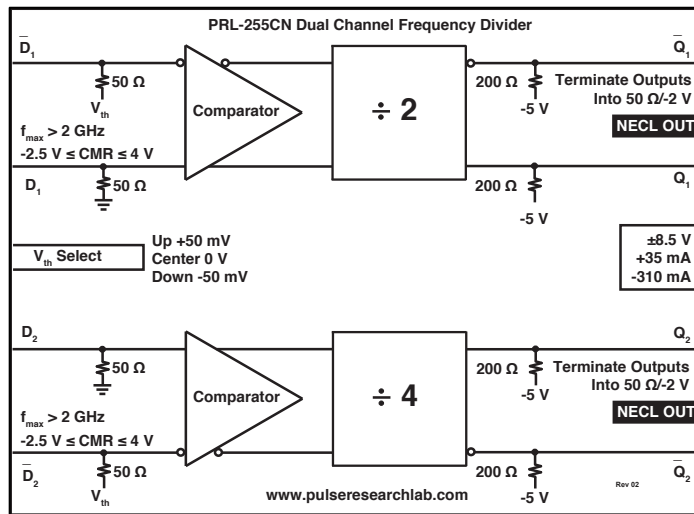 PRL-255CN Dual Channel Frequency Divider
D̅₁
Q̅₁
50 Ω
Vₜₕ
Comparator
÷ 2
200 Ω
-5 V
Terminate Outputs
Into 50 Ω/-2 V
NECL OUT
fₘₐₓ > 2 GHz
-2.5 V ≤ CMR ≤ 4 V
D₁
50 Ω
200 Ω
-5 V
Q₁
Vₜₕ Select
Up +50 mV
Center 0 V
Down -50 mV
±8.5 V
+35 mA
-310 mA
D₂
Q₂
50 Ω
Comparator
÷ 4
200 Ω
-5 V
Terminate Outputs
Into 50 Ω/-2 V
NECL OUT
fₘₐₓ > 2 GHz
-2.5 V ≤ CMR ≤ 4 V
D̅₂
50 Ω
Vₜₕ
200 Ω
-5 V
Q̅₂
Rev 02
www.pulseresearchlab.com